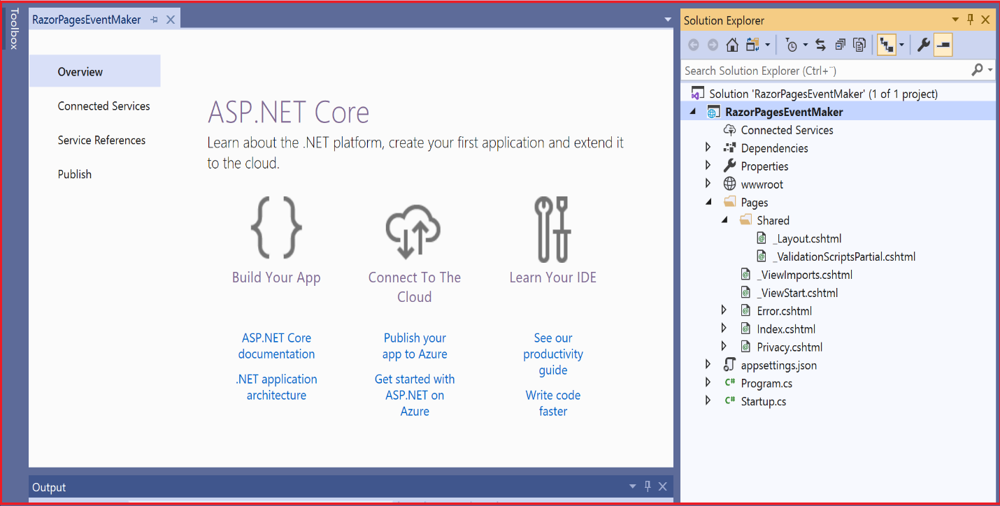 Toolbox
RazorPagesEventMaker
Overview
Connected Services
Service References
Publish
ASP.NET Core
Learn about the .NET platform, create your first application and extend it
to the cloud.
Build Your App
Connect To The
Cloud
Learn Your IDE
ASP.NET Core
documentation
.NET application
architecture
Publish your
app to Azure
Get started with
ASP.NET on
Azure
See our
productivity
guide
Write code
faster
Output
Solution Explorer
Search Solution Explorer (Ctrl+¨)
Solution 'RazorPagesEventMaker' (1 of 1 project)
RazorPagesEventMaker
Connected Services
Dependencies
Properties
wwwroot
Pages
Shared
_Layout.cshtml
_ValidationScriptsPartial.cshtml
_ViewImports.cshtml
_ViewStart.cshtml
Error.cshtml
Index.cshtml
Privacy.cshtml
appsettings.json
C# Program.cs
C# Startup.cs